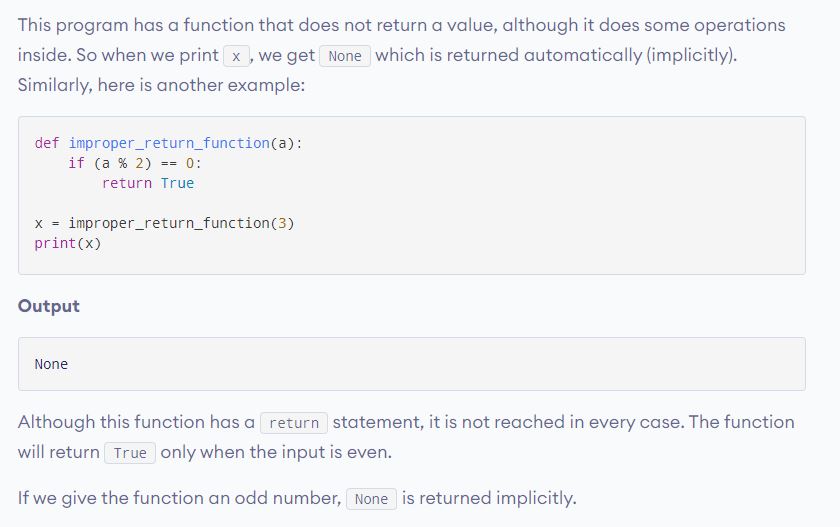 This program has a function that does not return a value, although it does some operations
inside. So when we print x, we get None which is returned automatically (implicitly).
Similarly, here is another example:
def improper_return_function(a):
    if (a % 2) == 0:
        return True
x = improper_return_function(3)
print(x)
Output
None
Although this function has a return statement, it is not reached in every case. The function
will return True only when the input is even.
If we give the function an odd number, None is returned implicitly.